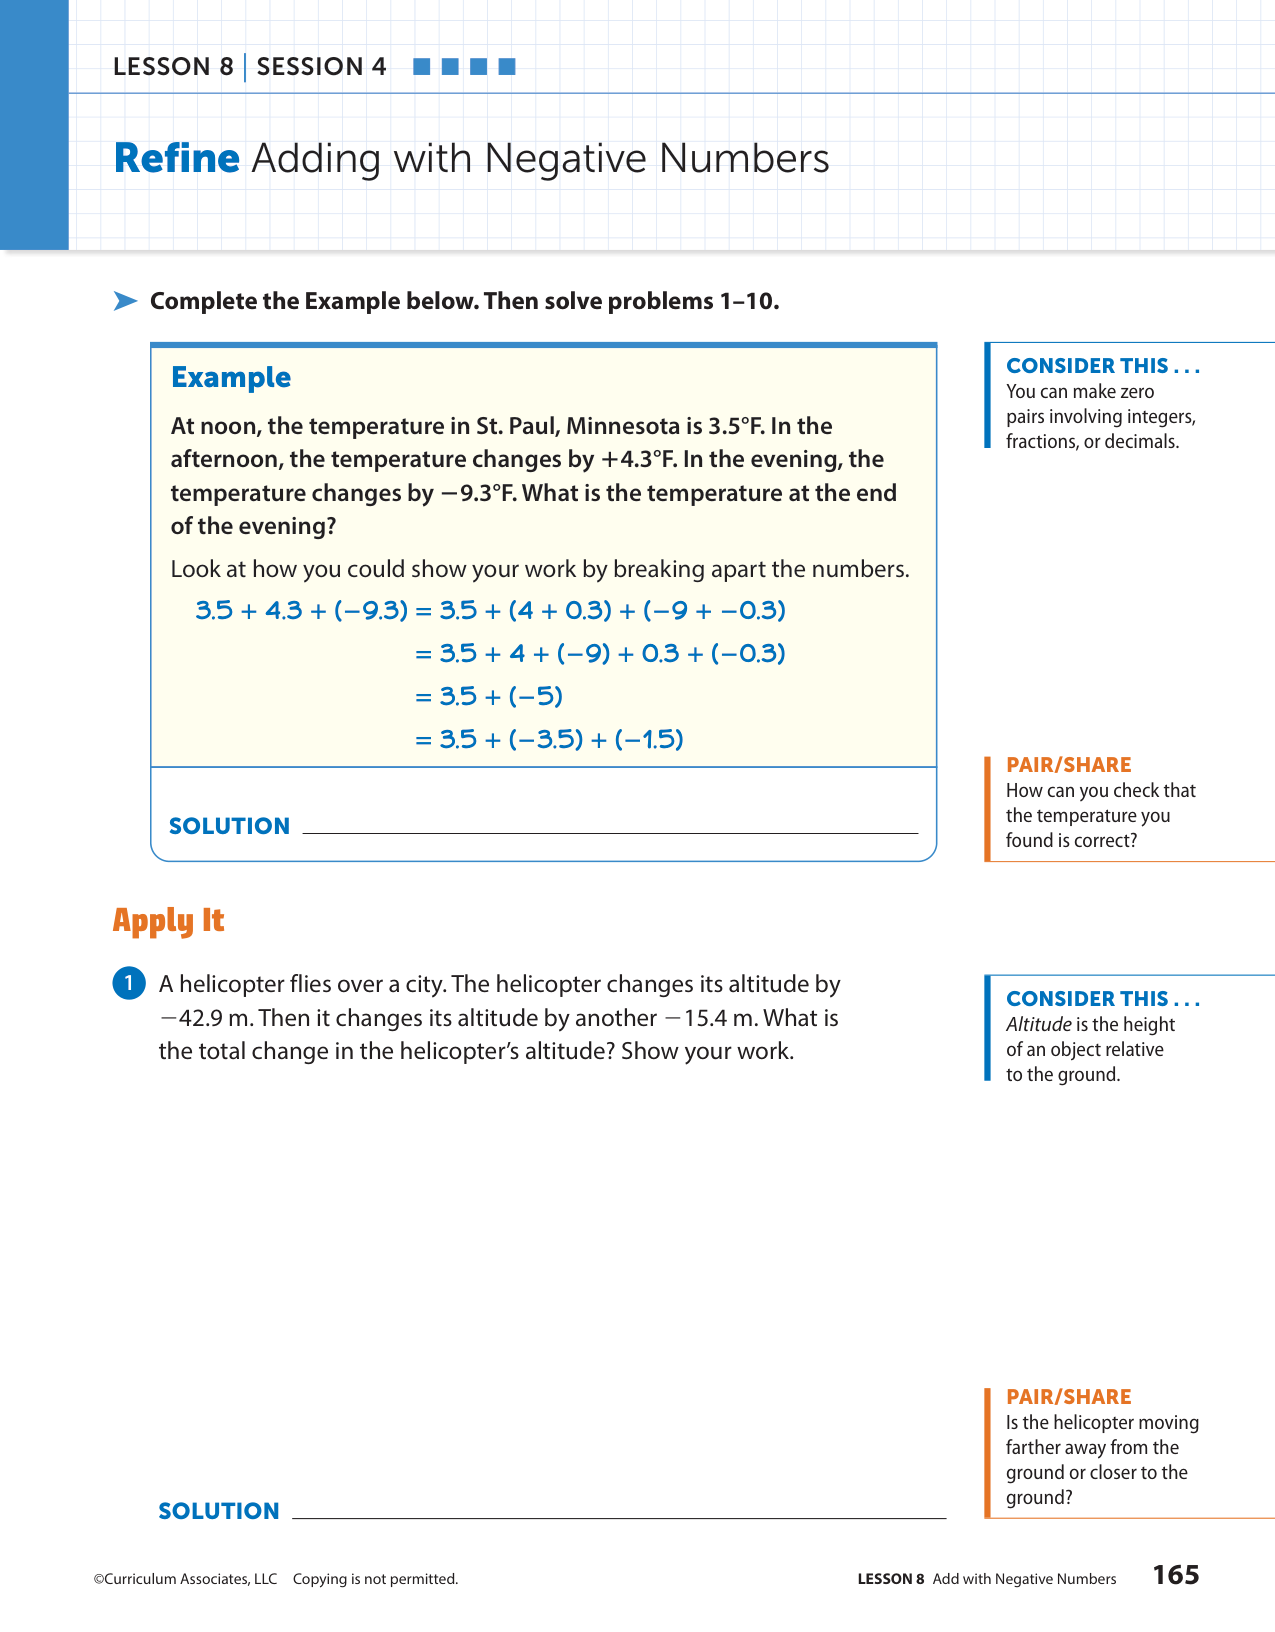 LESSON 8 | SESSION 4
Refine Adding with Negative Numbers
Complete the Example below. Then solve problems 1–10.
Example
At noon, the temperature in St. Paul, Minnesota is 3.5°F. In the
afternoon, the temperature changes by +4.3°F. In the evening, the
temperature changes by −9.3°F. What is the temperature at the end
of the evening?
Look at how you could show your work by breaking apart the numbers.
3.5 + 4.3 + (−9.3) = 3.5 + (4 + 0.3) + (−9 + −0.3)
= 3.5 + 4 + (−9) + 0.3 + (−0.3)
= 3.5 + (−5)
= 3.5 + (−3.5) + (−1.5)
SOLUTION
CONSIDER THIS . . .
You can make zero
pairs involving integers,
fractions, or decimals.
PAIR/SHARE
How can you check that
the temperature you
found is correct?
Apply It
1 A helicopter flies over a city. The helicopter changes its altitude by
−42.9 m. Then it changes its altitude by another −15.4 m. What is
the total change in the helicopter’s altitude? Show your work.
SOLUTION
CONSIDER THIS . . .
Altitude is the height
of an object relative
to the ground.
PAIR/SHARE
Is the helicopter moving
farther away from the
ground or closer to the
ground?
©Curriculum Associates, LLC Copying is not permitted.
LESSON 8 Add with Negative Numbers 165